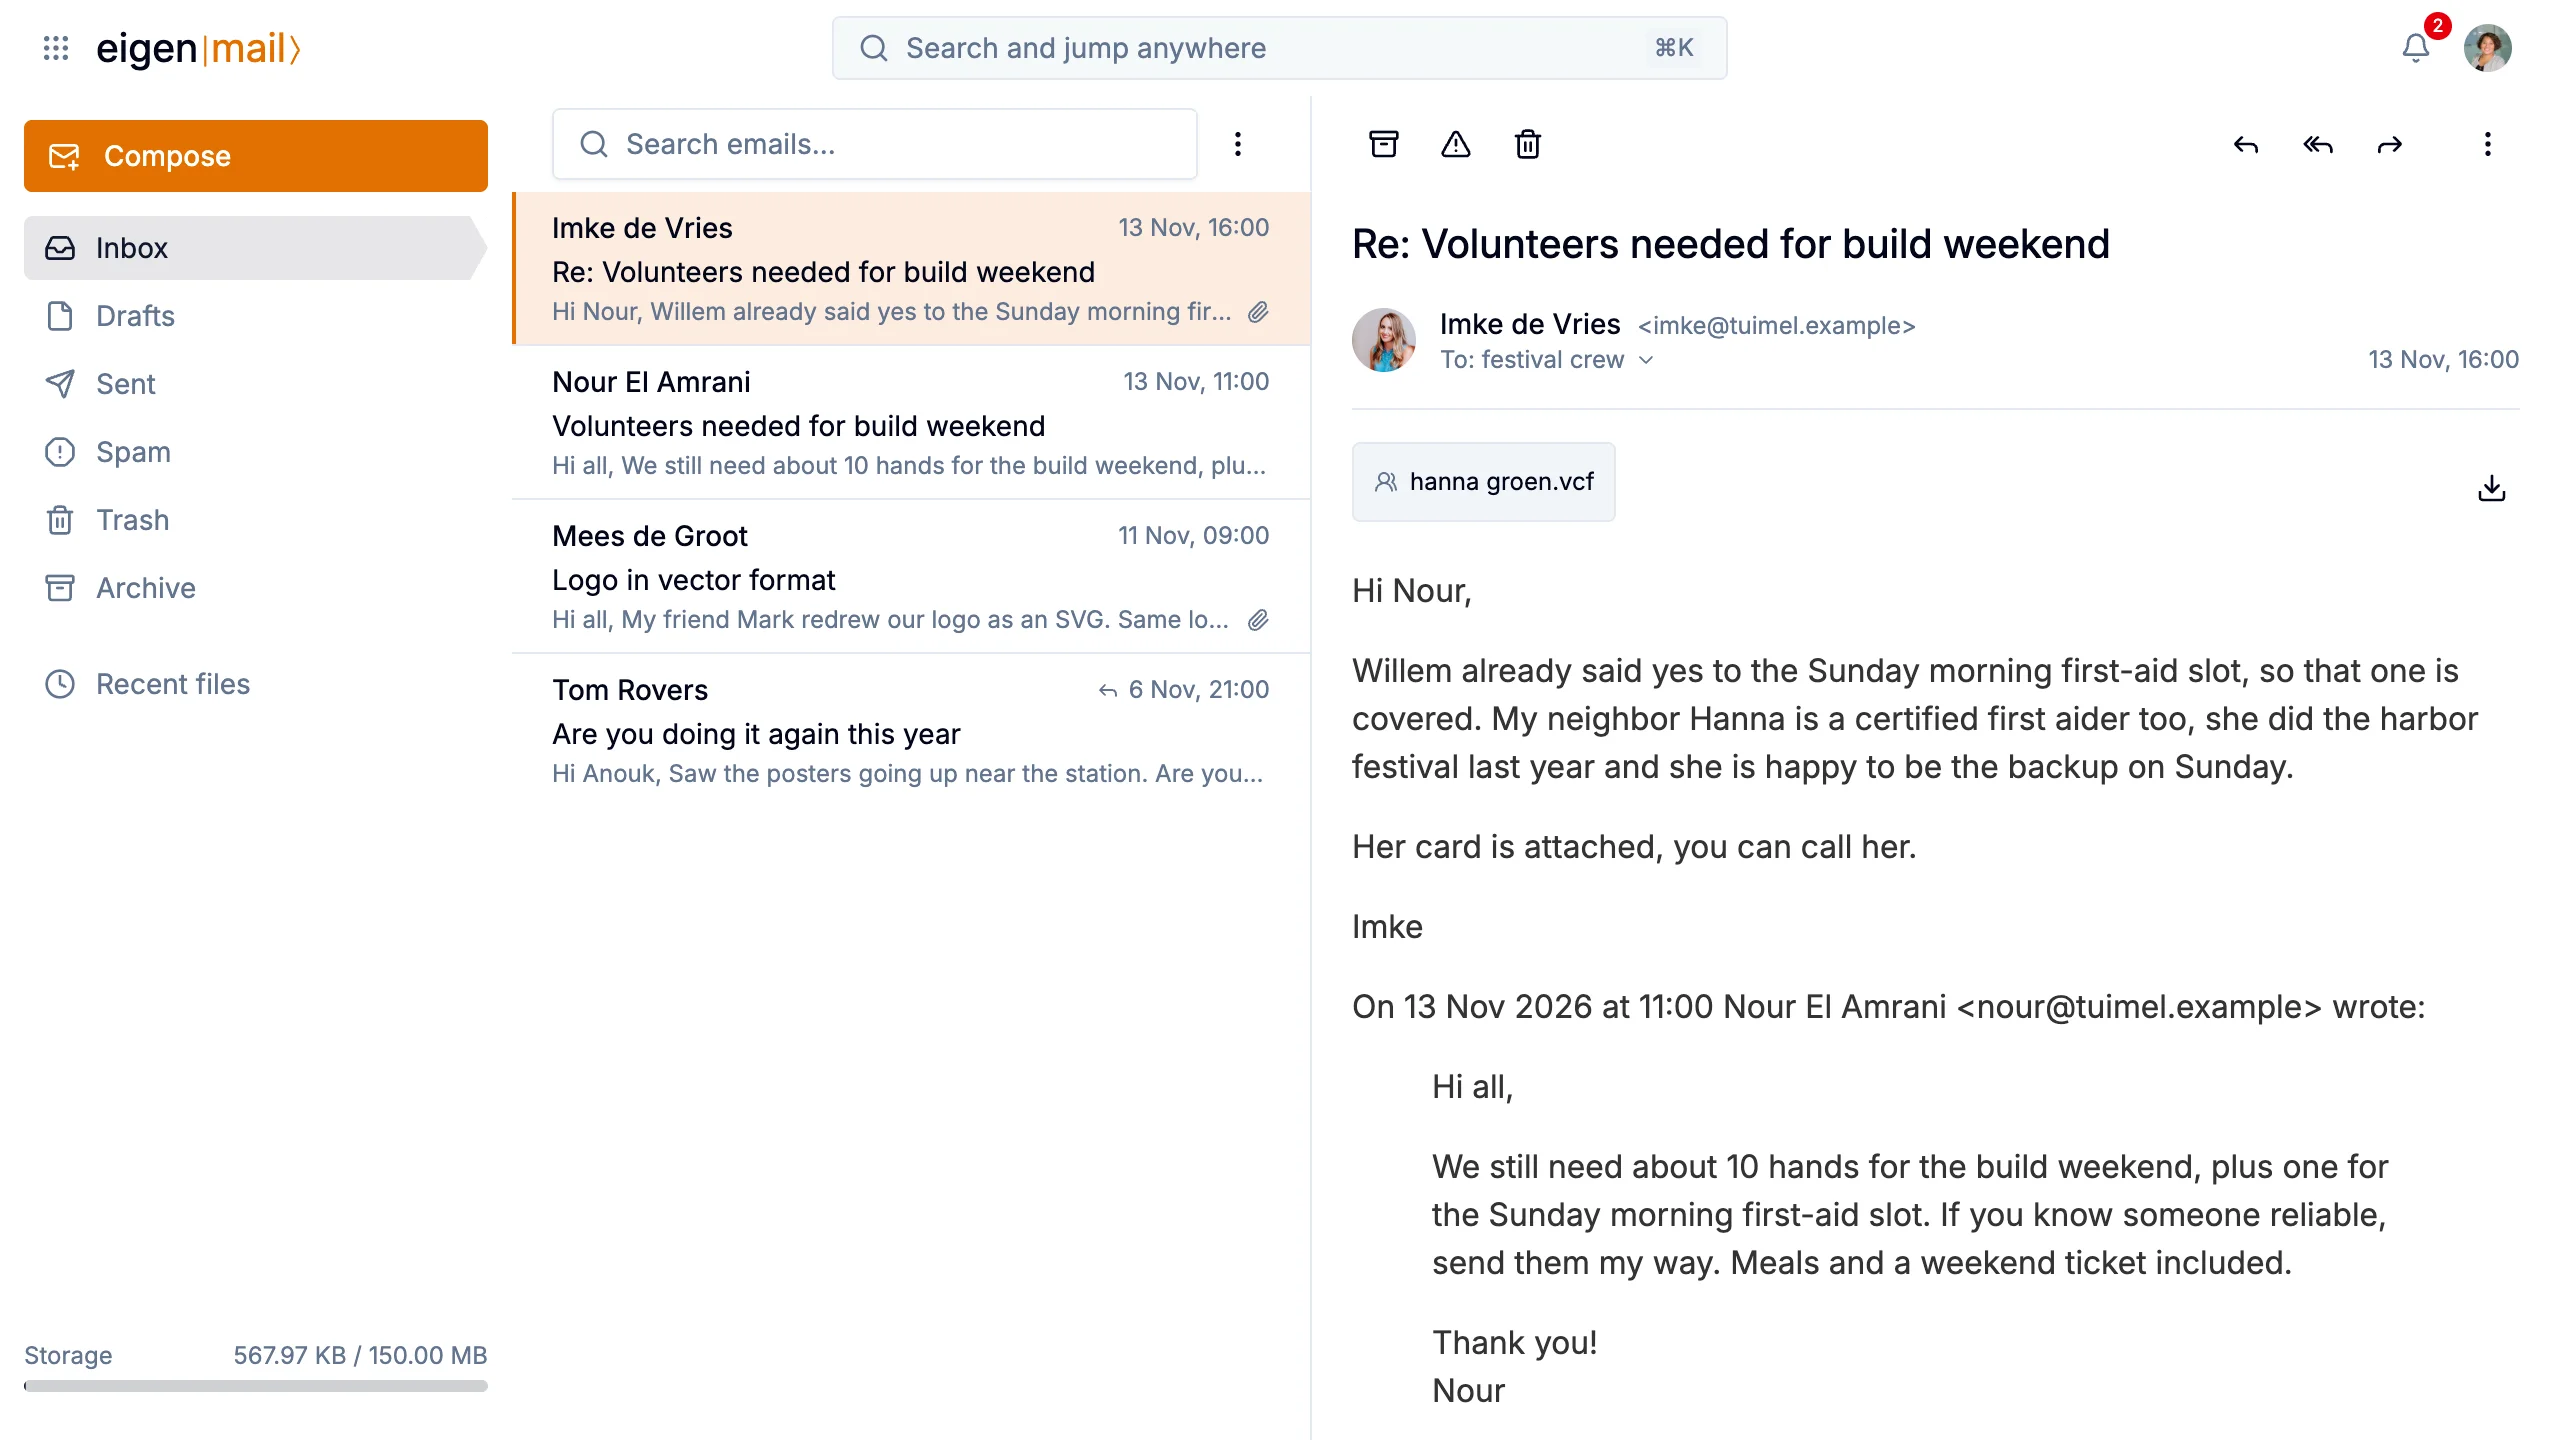 eigen|mail
Search and jump anywhere
⌘K
2
Compose
Inbox
Drafts
Sent
Spam
Trash
Archive
Recent files
Storage
567.97 KB / 150.00 MB
Search emails...
Imke de Vries
13 Nov, 16:00
Re: Volunteers needed for build weekend
Hi Nour, Willem already said yes to the Sunday morning fir...
Nour El Amrani
13 Nov, 11:00
Volunteers needed for build weekend
Hi all, We still need about 10 hands for the build weekend, plu...
Mees de Groot
11 Nov, 09:00
Logo in vector format
Hi all, My friend Mark redrew our logo as an SVG. Same lo...
Tom Rovers
6 Nov, 21:00
Are you doing it again this year
Hi Anouk, Saw the posters going up near the station. Are you...
Re: Volunteers needed for build weekend
Imke de Vries <imke@tuimel.example>
To: festival crew
13 Nov, 16:00
hanna groen.vcf
Hi Nour,
Willem already said yes to the Sunday morning first-aid slot, so that one is
covered. My neighbor Hanna is a certified first aider too, she did the harbor
festival last year and she is happy to be the backup on Sunday.
Her card is attached, you can call her.
Imke
On 13 Nov 2026 at 11:00 Nour El Amrani <nour@tuimel.example> wrote:
Hi all,
We still need about 10 hands for the build weekend, plus one for
the Sunday morning first-aid slot. If you know someone reliable,
send them my way. Meals and a weekend ticket included.
Thank you!
Nour